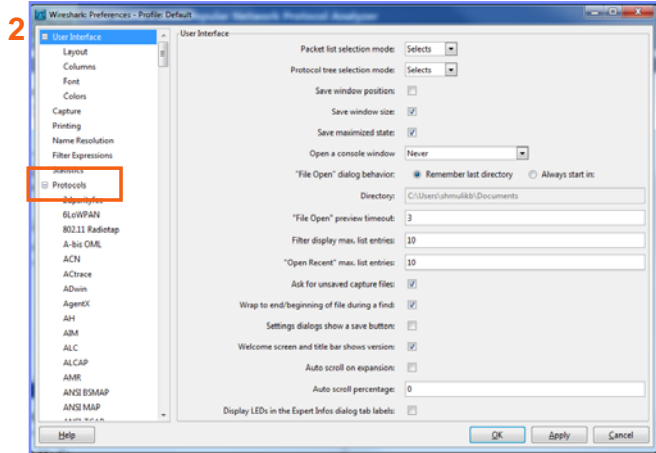 2
Wireshark: Preferences - Profile: Default
User Interface
Layout
Columns
Font
Colors
Capture
Printing
Name Resolution
Filter Expressions
Statistics
Protocols
6LoWPAN
802.11 Radiotap
A-bis OML
ACN
ACtrace
ADwin
AgentX
AH
AIM
ALC
ALCAP
AMR
ANSI BSMAP
ANSI MAP
User Interface
Packet list selection mode: Selects
Protocol tree selection mode: Selects
Save window position:
Save window size:
Save maximized state:
Open a console window Never
"File Open" dialog behavior: Remember last directory Always start in:
Directory: C:\Users\shmulikb\Documents
"File Open" preview timeout: 3
Filter display max. list entries: 10
"Open Recent" max. list entries: 10
Ask for unsaved capture files:
Wrap to end/beginning of file during a find:
Settings dialogs show a save button:
Welcome screen and title bar shows version:
Auto scroll on expansion:
Auto scroll percentage: 0
Display LEDs in the Expert Infos dialog tab labels:
Help OK Apply Cancel